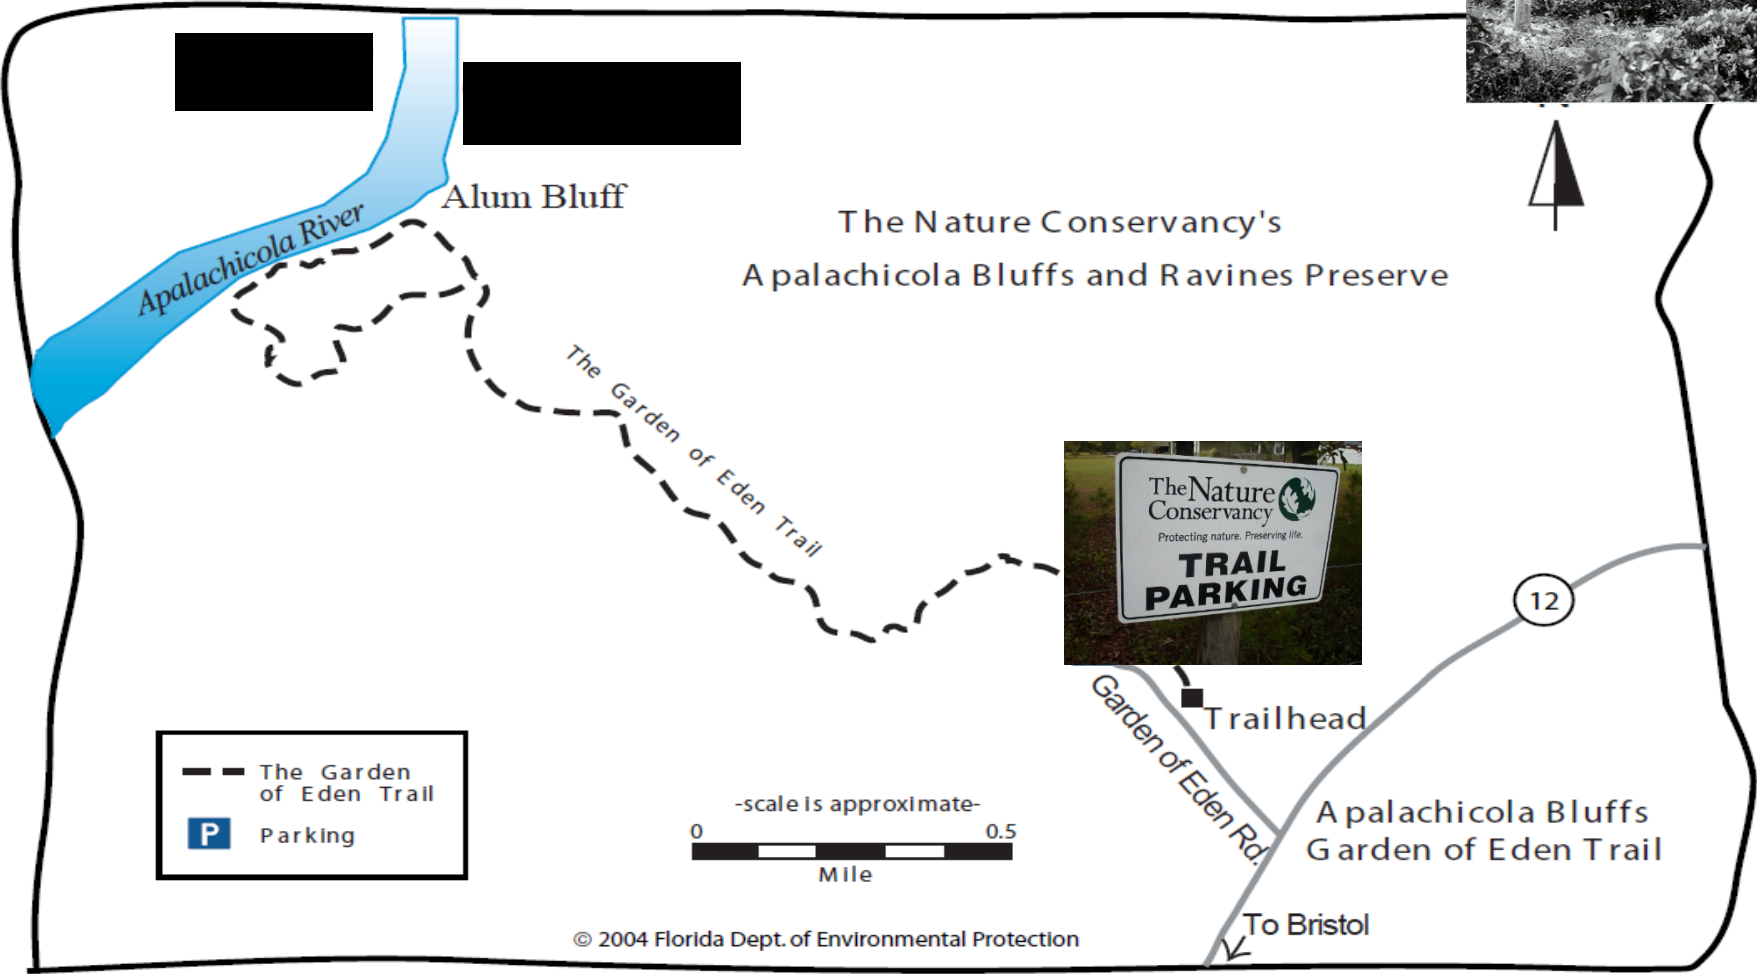 Alum Bluff
Apalachicola River
The Nature Conservancy's
Apalachicola Bluffs and Ravines Preserve
The Garden of Eden Trail
The Nature
Conservancy
Protecting nature. Preserving life.
TRAIL
PARKING
12
Trailhead
Garden of Eden Rd.
The Garden
of Eden Trail
P Parking
-scale is approximate-
0 0.5
Mile
Apalachicola Bluffs
Garden of Eden Trail
To Bristol
© 2004 Florida Dept. of Environmental Protection